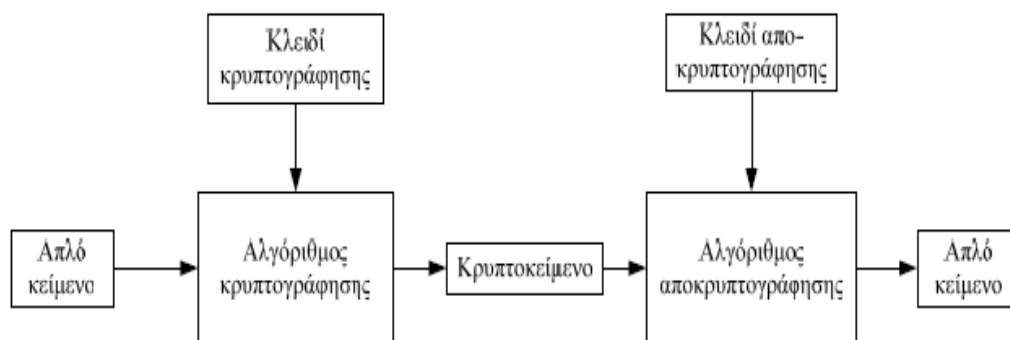 Κλειδί
κρυπτογράφησης
Κλειδί απο-
κρυπτογράφησης
Απλό
κείμενο
Αλγόριθμος
κρυπτογράφησης
Κρυπτοκείμενο
Αλγόριθμος
αποκρυπτογράφησης
Απλό
κείμενο